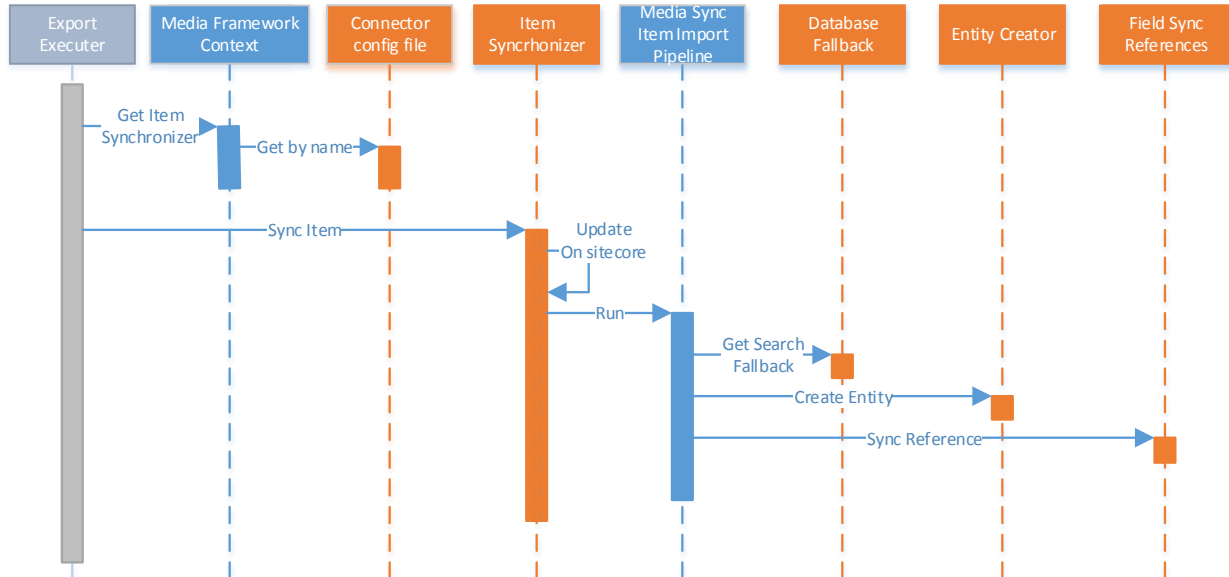 Export
Executer
Media Framework
Context
Connector
config file
Item
Syncrhonizer
Media Sync
Item Import
Pipeline
Database
Fallback
Entity Creator
Field Sync
References
Get Item
Synchronizer
Get by name
Sync Item
Update
On sitecore
Run
Get Search
Fallback
Create Entity
Sync Reference